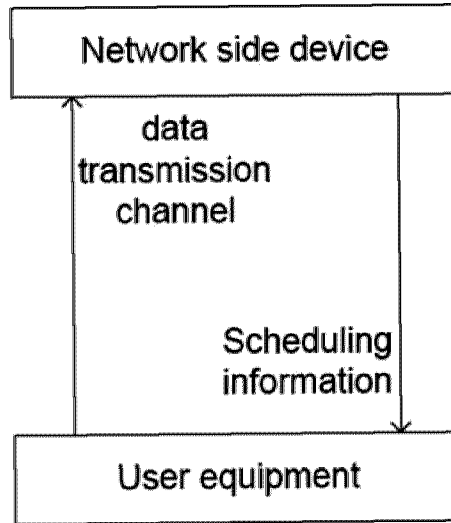 Network side device
data
transmission
channel
Scheduling
information
User equipment